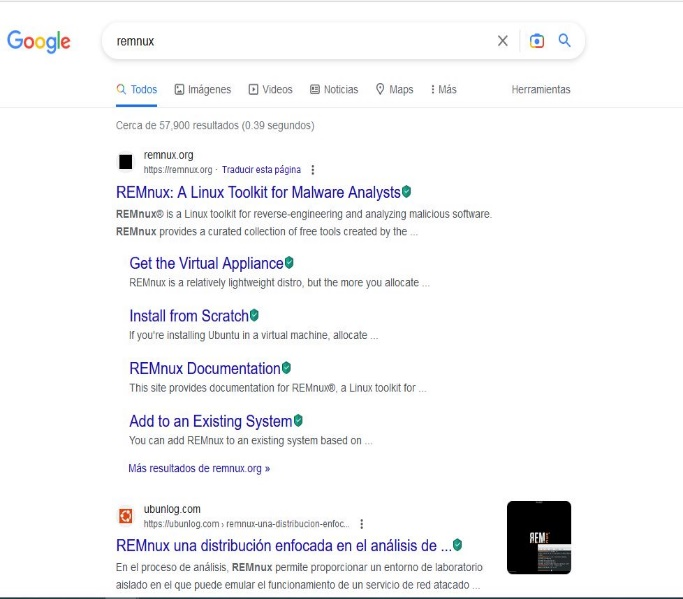 Google
remnux
Todos
Imágenes
Videos
Noticias
Maps
Más
Herramientas
Cerca de 57,900 resultados (0.39 segundos)
remnux.org
https://remnux.org · Traducir esta página
REMnux: A Linux Toolkit for Malware Analysts
REMnux® is a Linux toolkit for reverse-engineering and analyzing malicious software.
REMnux provides a curated collection of free tools created by the ...
Get the Virtual Appliance
REMnux is a relatively lightweight distro, but the more you allocate ...
Install from Scratch
If you're installing Ubuntu in a virtual machine, allocate ...
REMnux Documentation
This site provides documentation for REMnux®, a Linux toolkit for ...
Add to an Existing System
You can add REMnux to an existing system based on ...
Más resultados de remnux.org »
ubunlog.com
https://ubunlog.com › remnux-una-distribucion-enfoc...
REMnux una distribución enfocada en el análisis de ...
En el proceso de análisis, REMnux permite proporcionar un entorno de laboratorio
aislado en el que puede emular el funcionamiento de un servicio de red atacado ...
REM